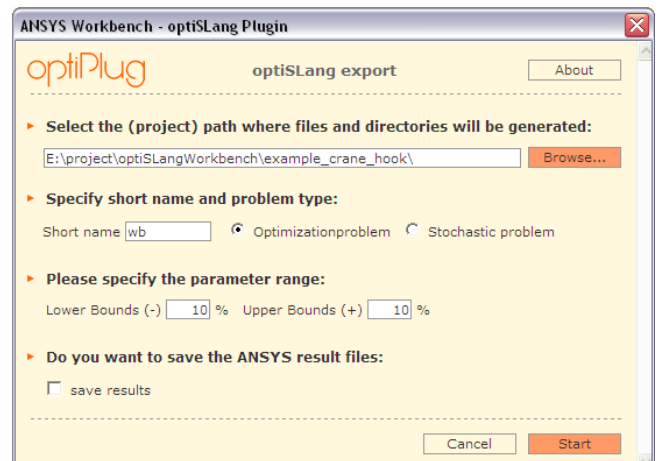 ANSYS Workbench - optiSLang Plugin
optiPlug optiSLang export About
Select the (project) path where files and directories will be generated:
E:\project\optiSLangWorkbench\example_crane_hook\ Browse...
Specify short name and problem type:
Short name wb Optimizationproblem Stochastic problem
Please specify the parameter range:
Lower Bounds (-) 10 % Upper Bounds (+) 10 %
Do you want to save the ANSYS result files:
save results
Cancel Start